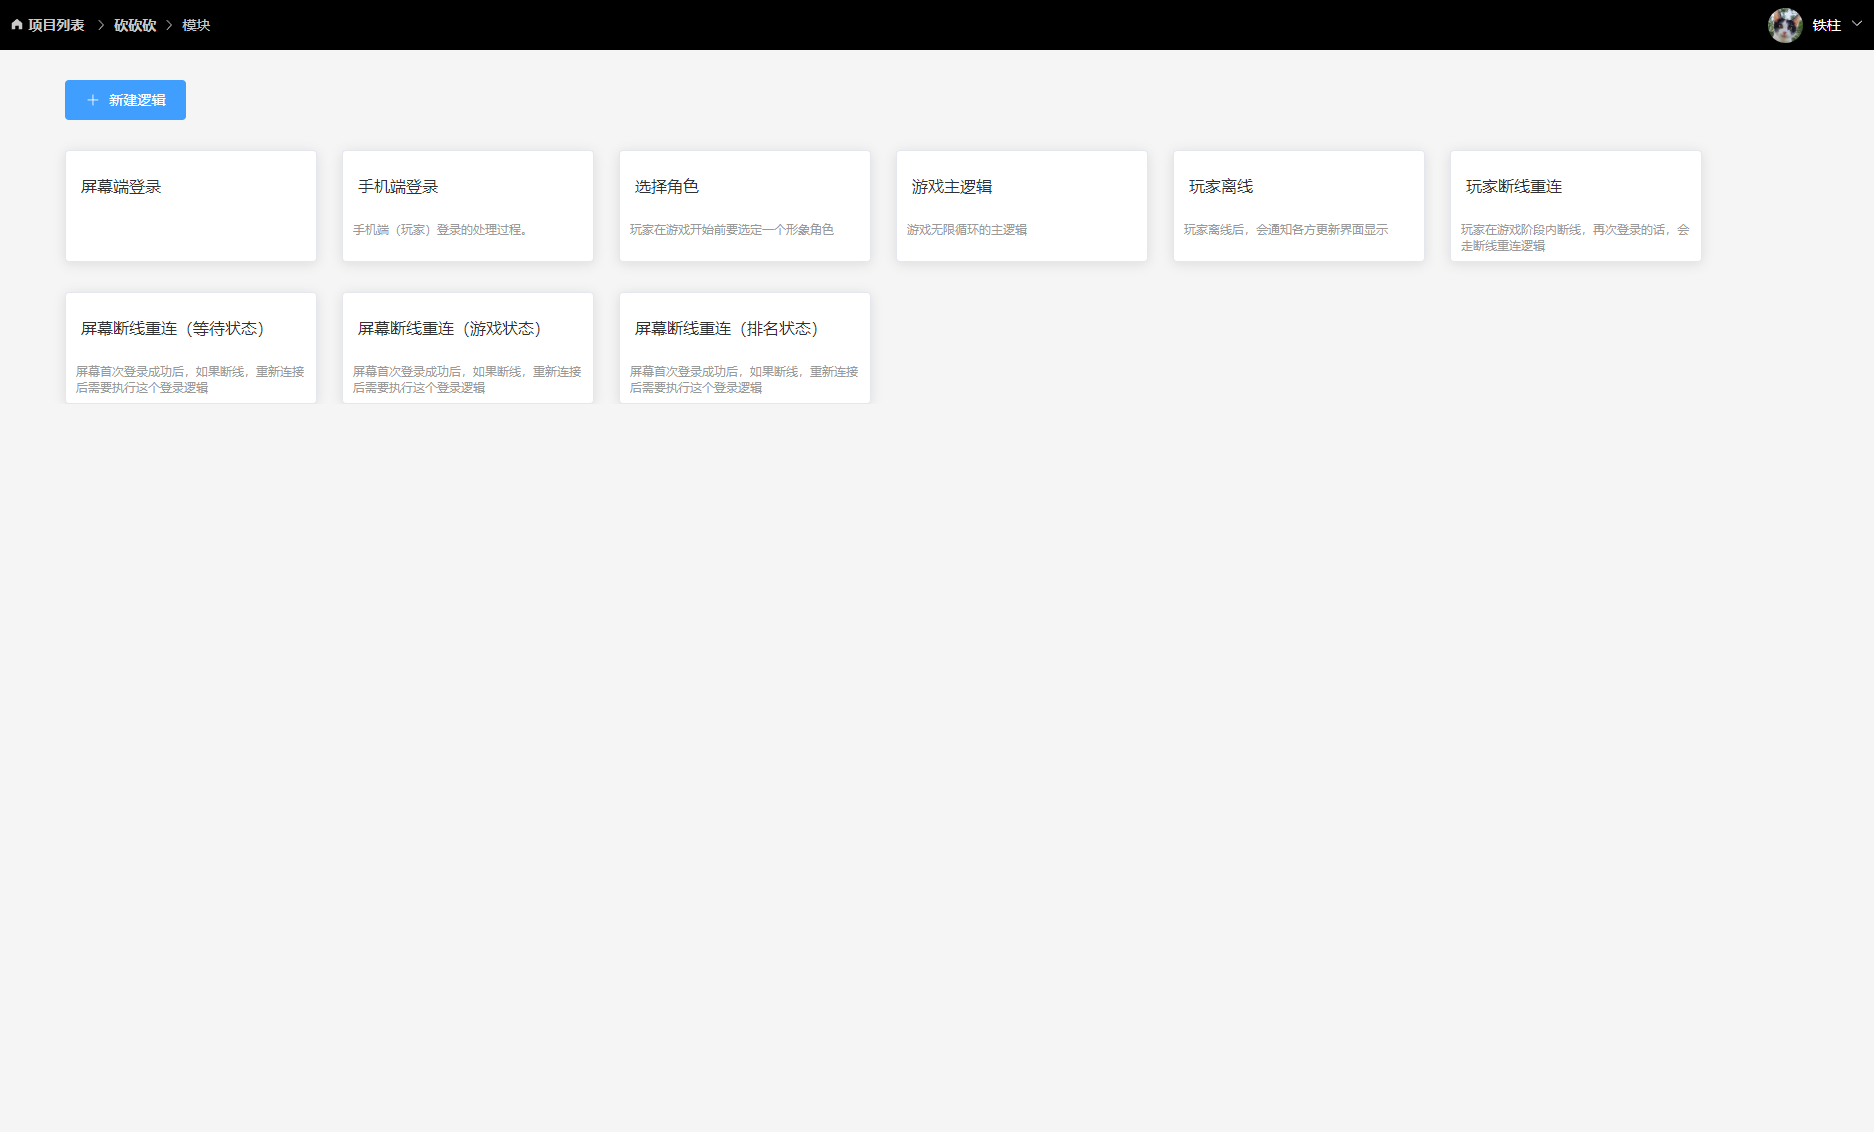 项目列表 > 砍砍砍 > 模块
铁柱
新建逻辑
屏幕端登录
手机端登录
手机端（玩家）登录的处理过程。
选择角色
玩家在游戏开始前要选定一个形象角色
游戏主逻辑
游戏无限循环的主逻辑
玩家离线
玩家离线后，会通知各方更新界面显示
玩家断线重连
玩家在游戏阶段内断线，再次登录的话，会
走断线重连逻辑
屏幕断线重连（等待状态）
屏幕首次登录成功后，如果断线，重新连接
后需要执行这个登录逻辑
屏幕断线重连（游戏状态）
屏幕首次登录成功后，如果断线，重新连接
后需要执行这个登录逻辑
屏幕断线重连（排名状态）
屏幕首次登录成功后，如果断线，重新连接
后需要执行这个登录逻辑